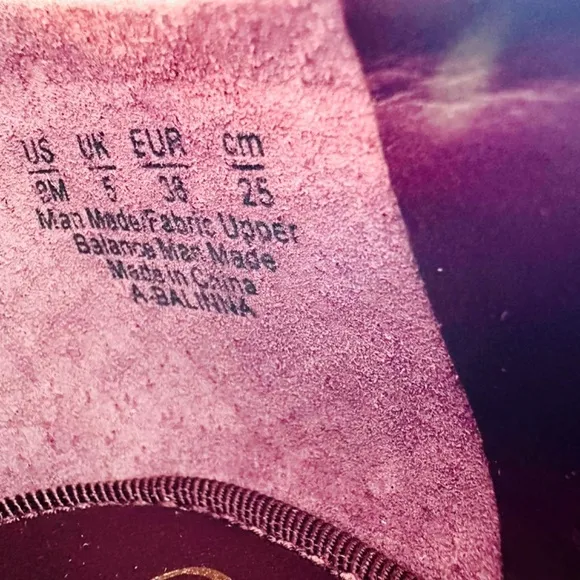 US UK EUR cm
8M 5 38 25
Man Made/Fabric Upper
Balance Man Made
Made in China
A-BALINNA